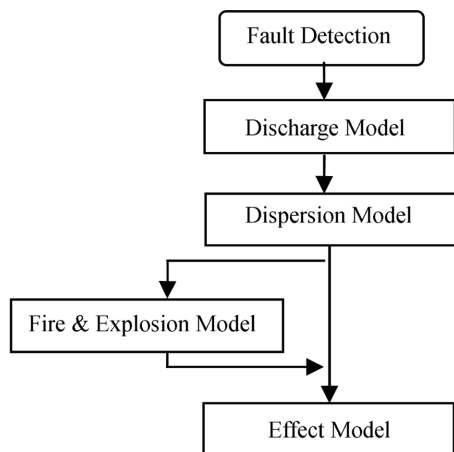 Fault Detection
Discharge Model
Dispersion Model
Fire & Explosion Model
Effect Model